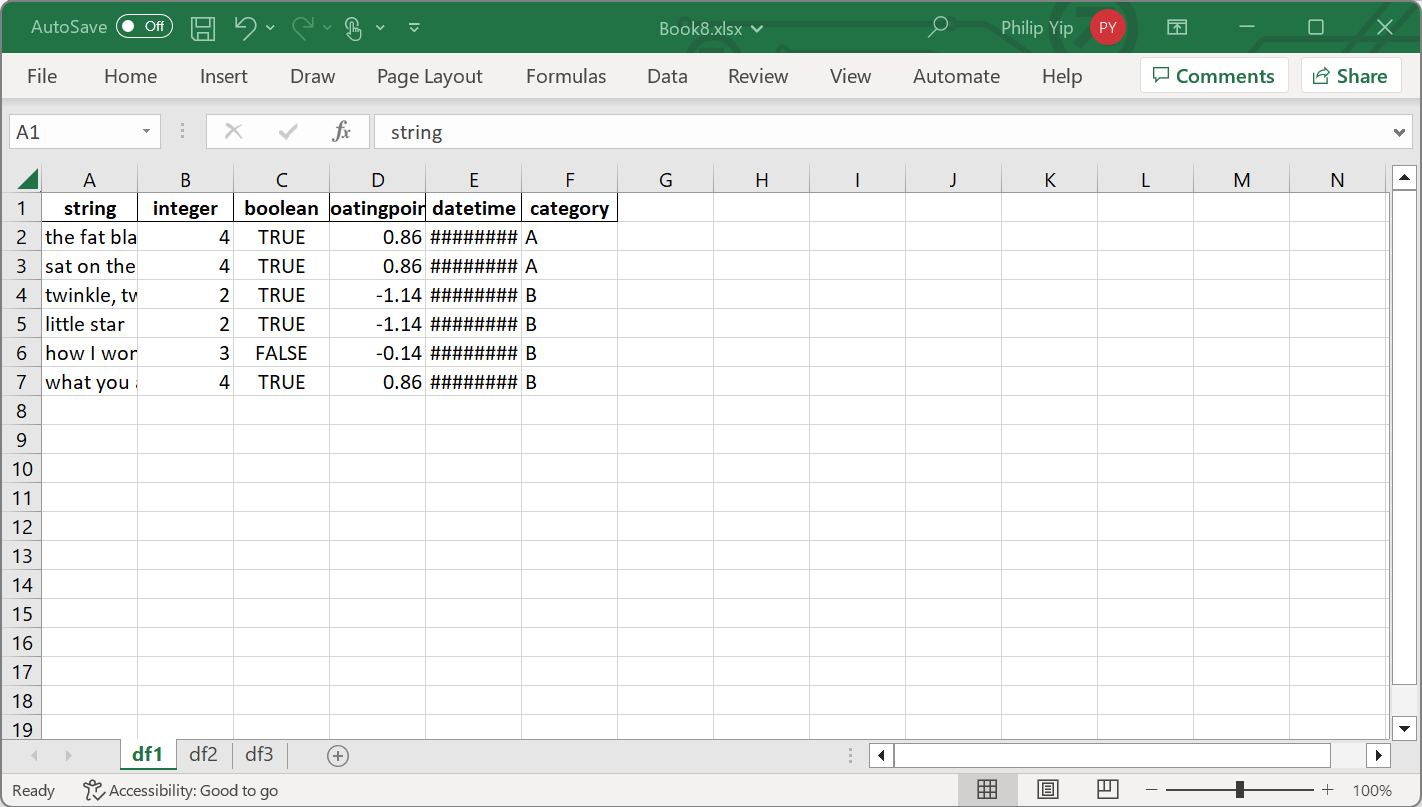 AutoSave Off Book8.xlsx Philip Yip PY
File Home Insert Draw Page Layout Formulas Data Review View Automate Help Comments Share
A1 fx string
A B C D E F G H I J K L M N
1 string integer boolean oatingpoin datetime category
2 the fat bla 4 TRUE 0.86 ######## A
3 sat on the 4 TRUE 0.86 ######## A
4 twinkle, tw 2 TRUE -1.14 ######## B
5 little star 2 TRUE -1.14 ######## B
6 how I won 3 FALSE -0.14 ######## B
7 what you a 4 TRUE 0.86 ######## B
8
9
10
11
12
13
14
15
16
17
18
19
df1 df2 df3
Ready Accessibility: Good to go 100%